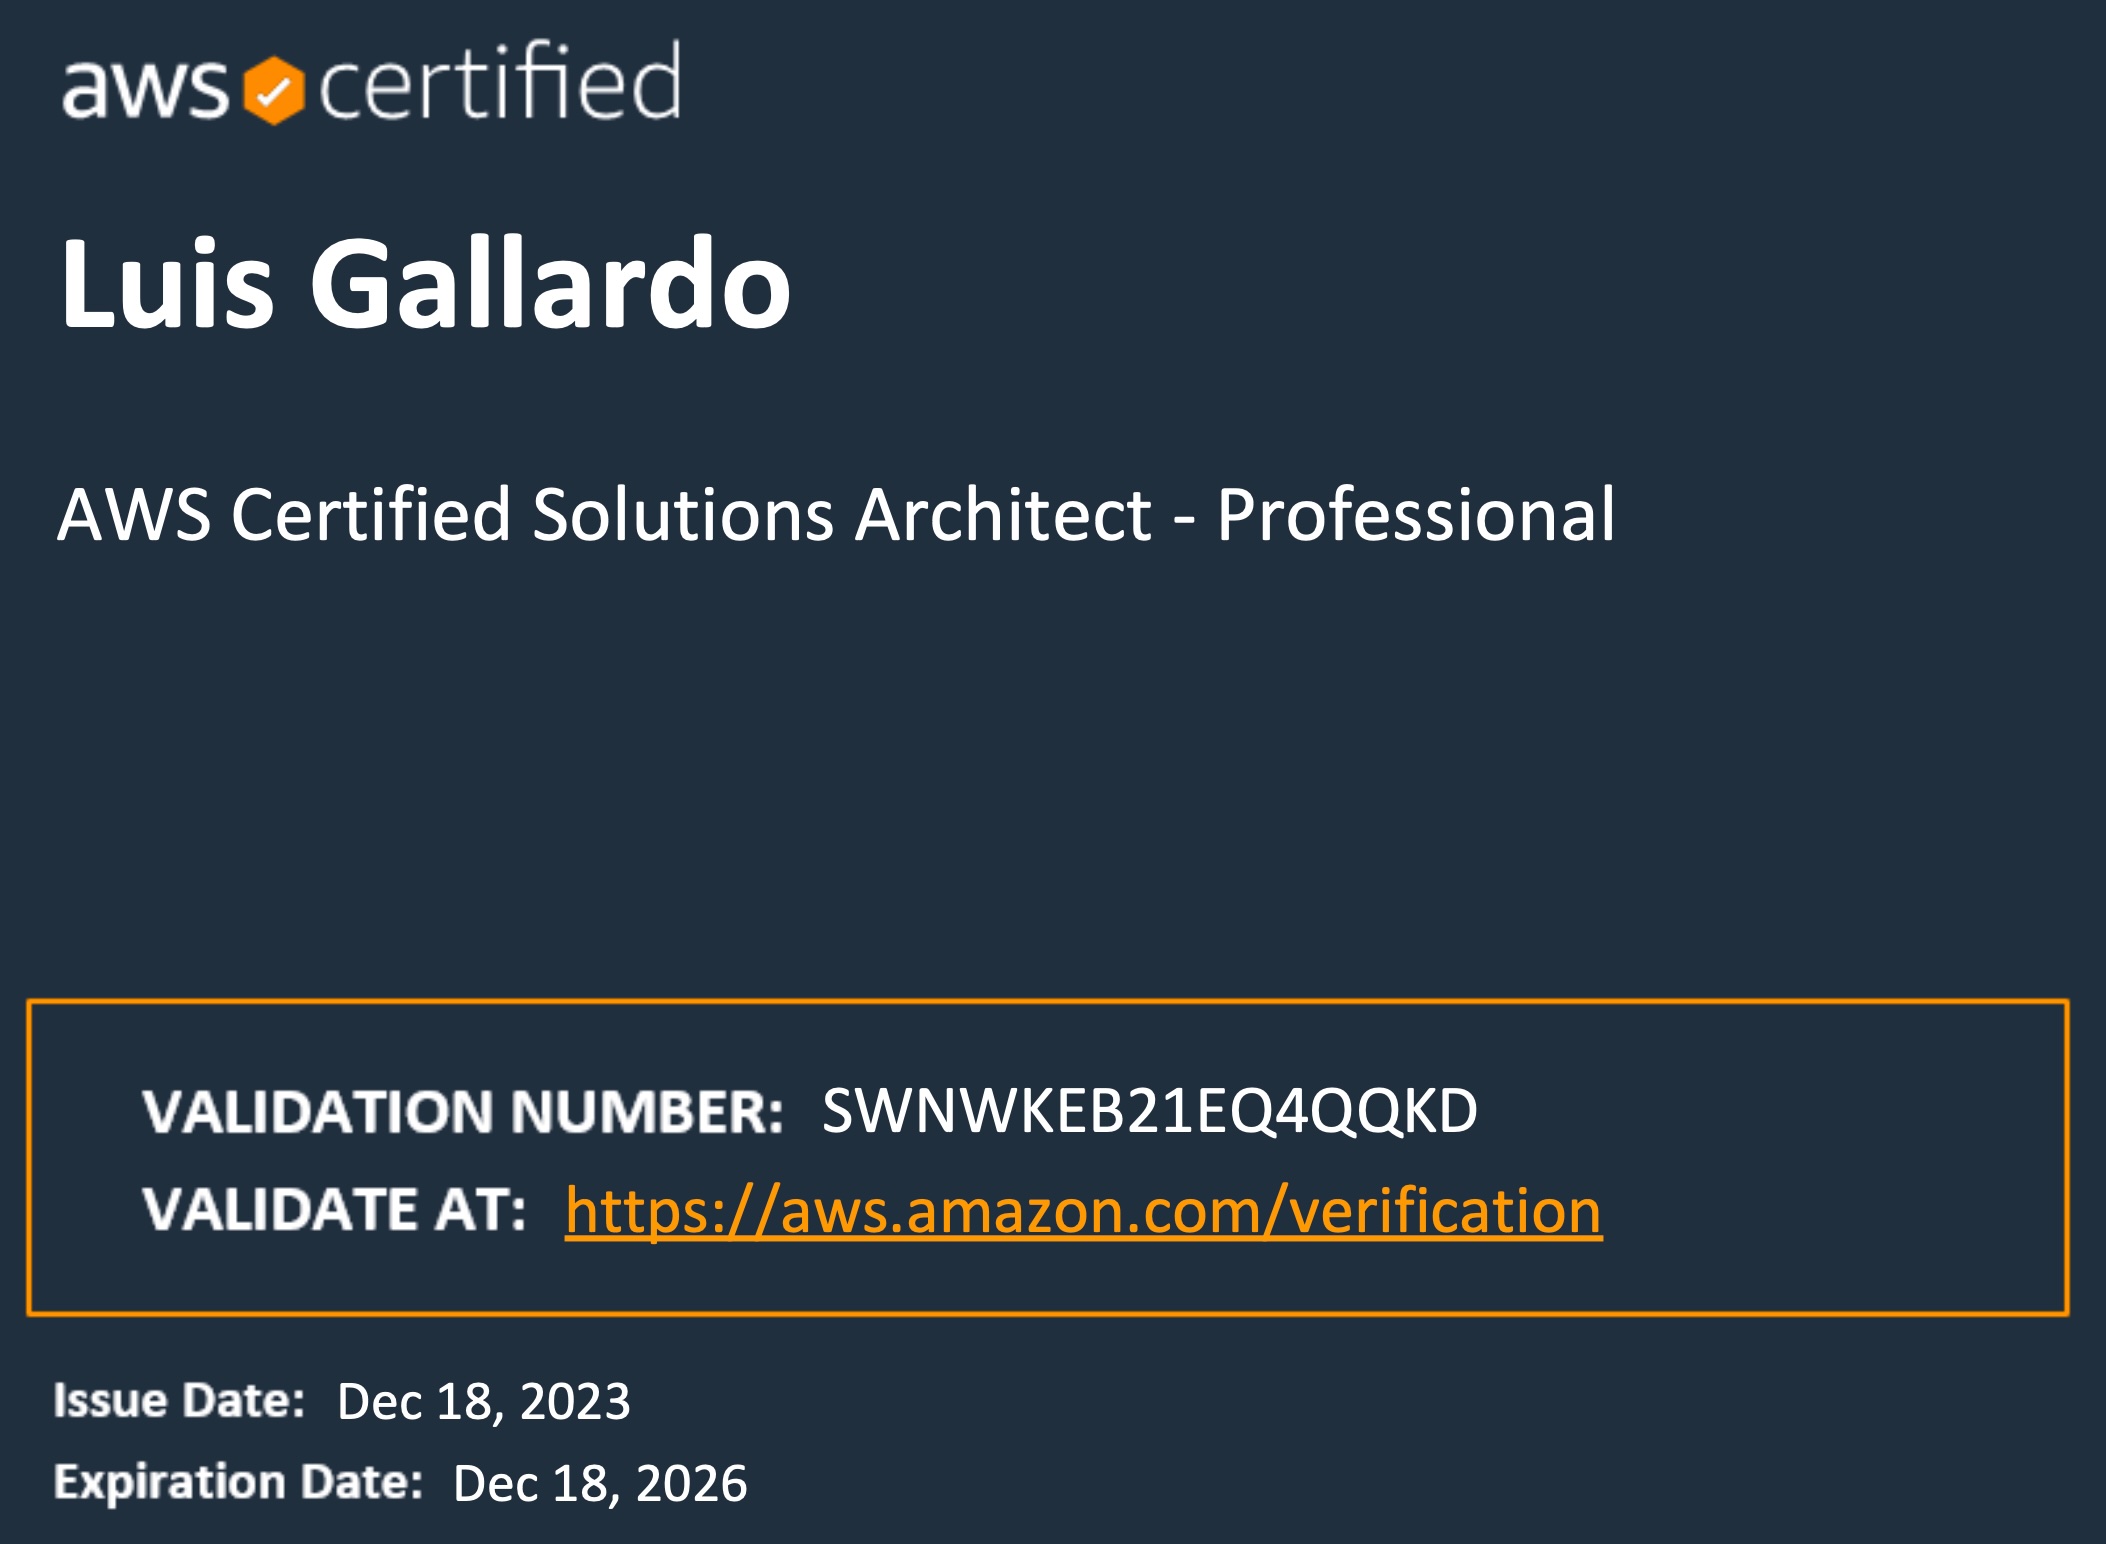 aws certified
Luis Gallardo
AWS Certified Solutions Architect - Professional
VALIDATION NUMBER: SWNWKEB21EQ4QQKD
VALIDATE AT: https://aws.amazon.com/verification
Issue Date: Dec 18, 2023
Expiration Date: Dec 18, 2026